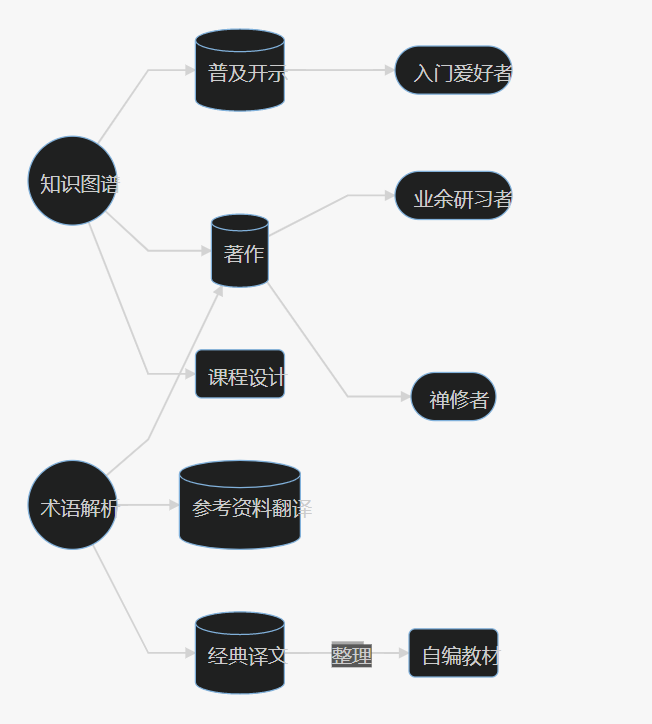 普及开示
入门爱好者
知识图谱
业余研习者
著作
课程设计
禅修者
术语解析
参考资料翻译
经典译文
整理
自编教材